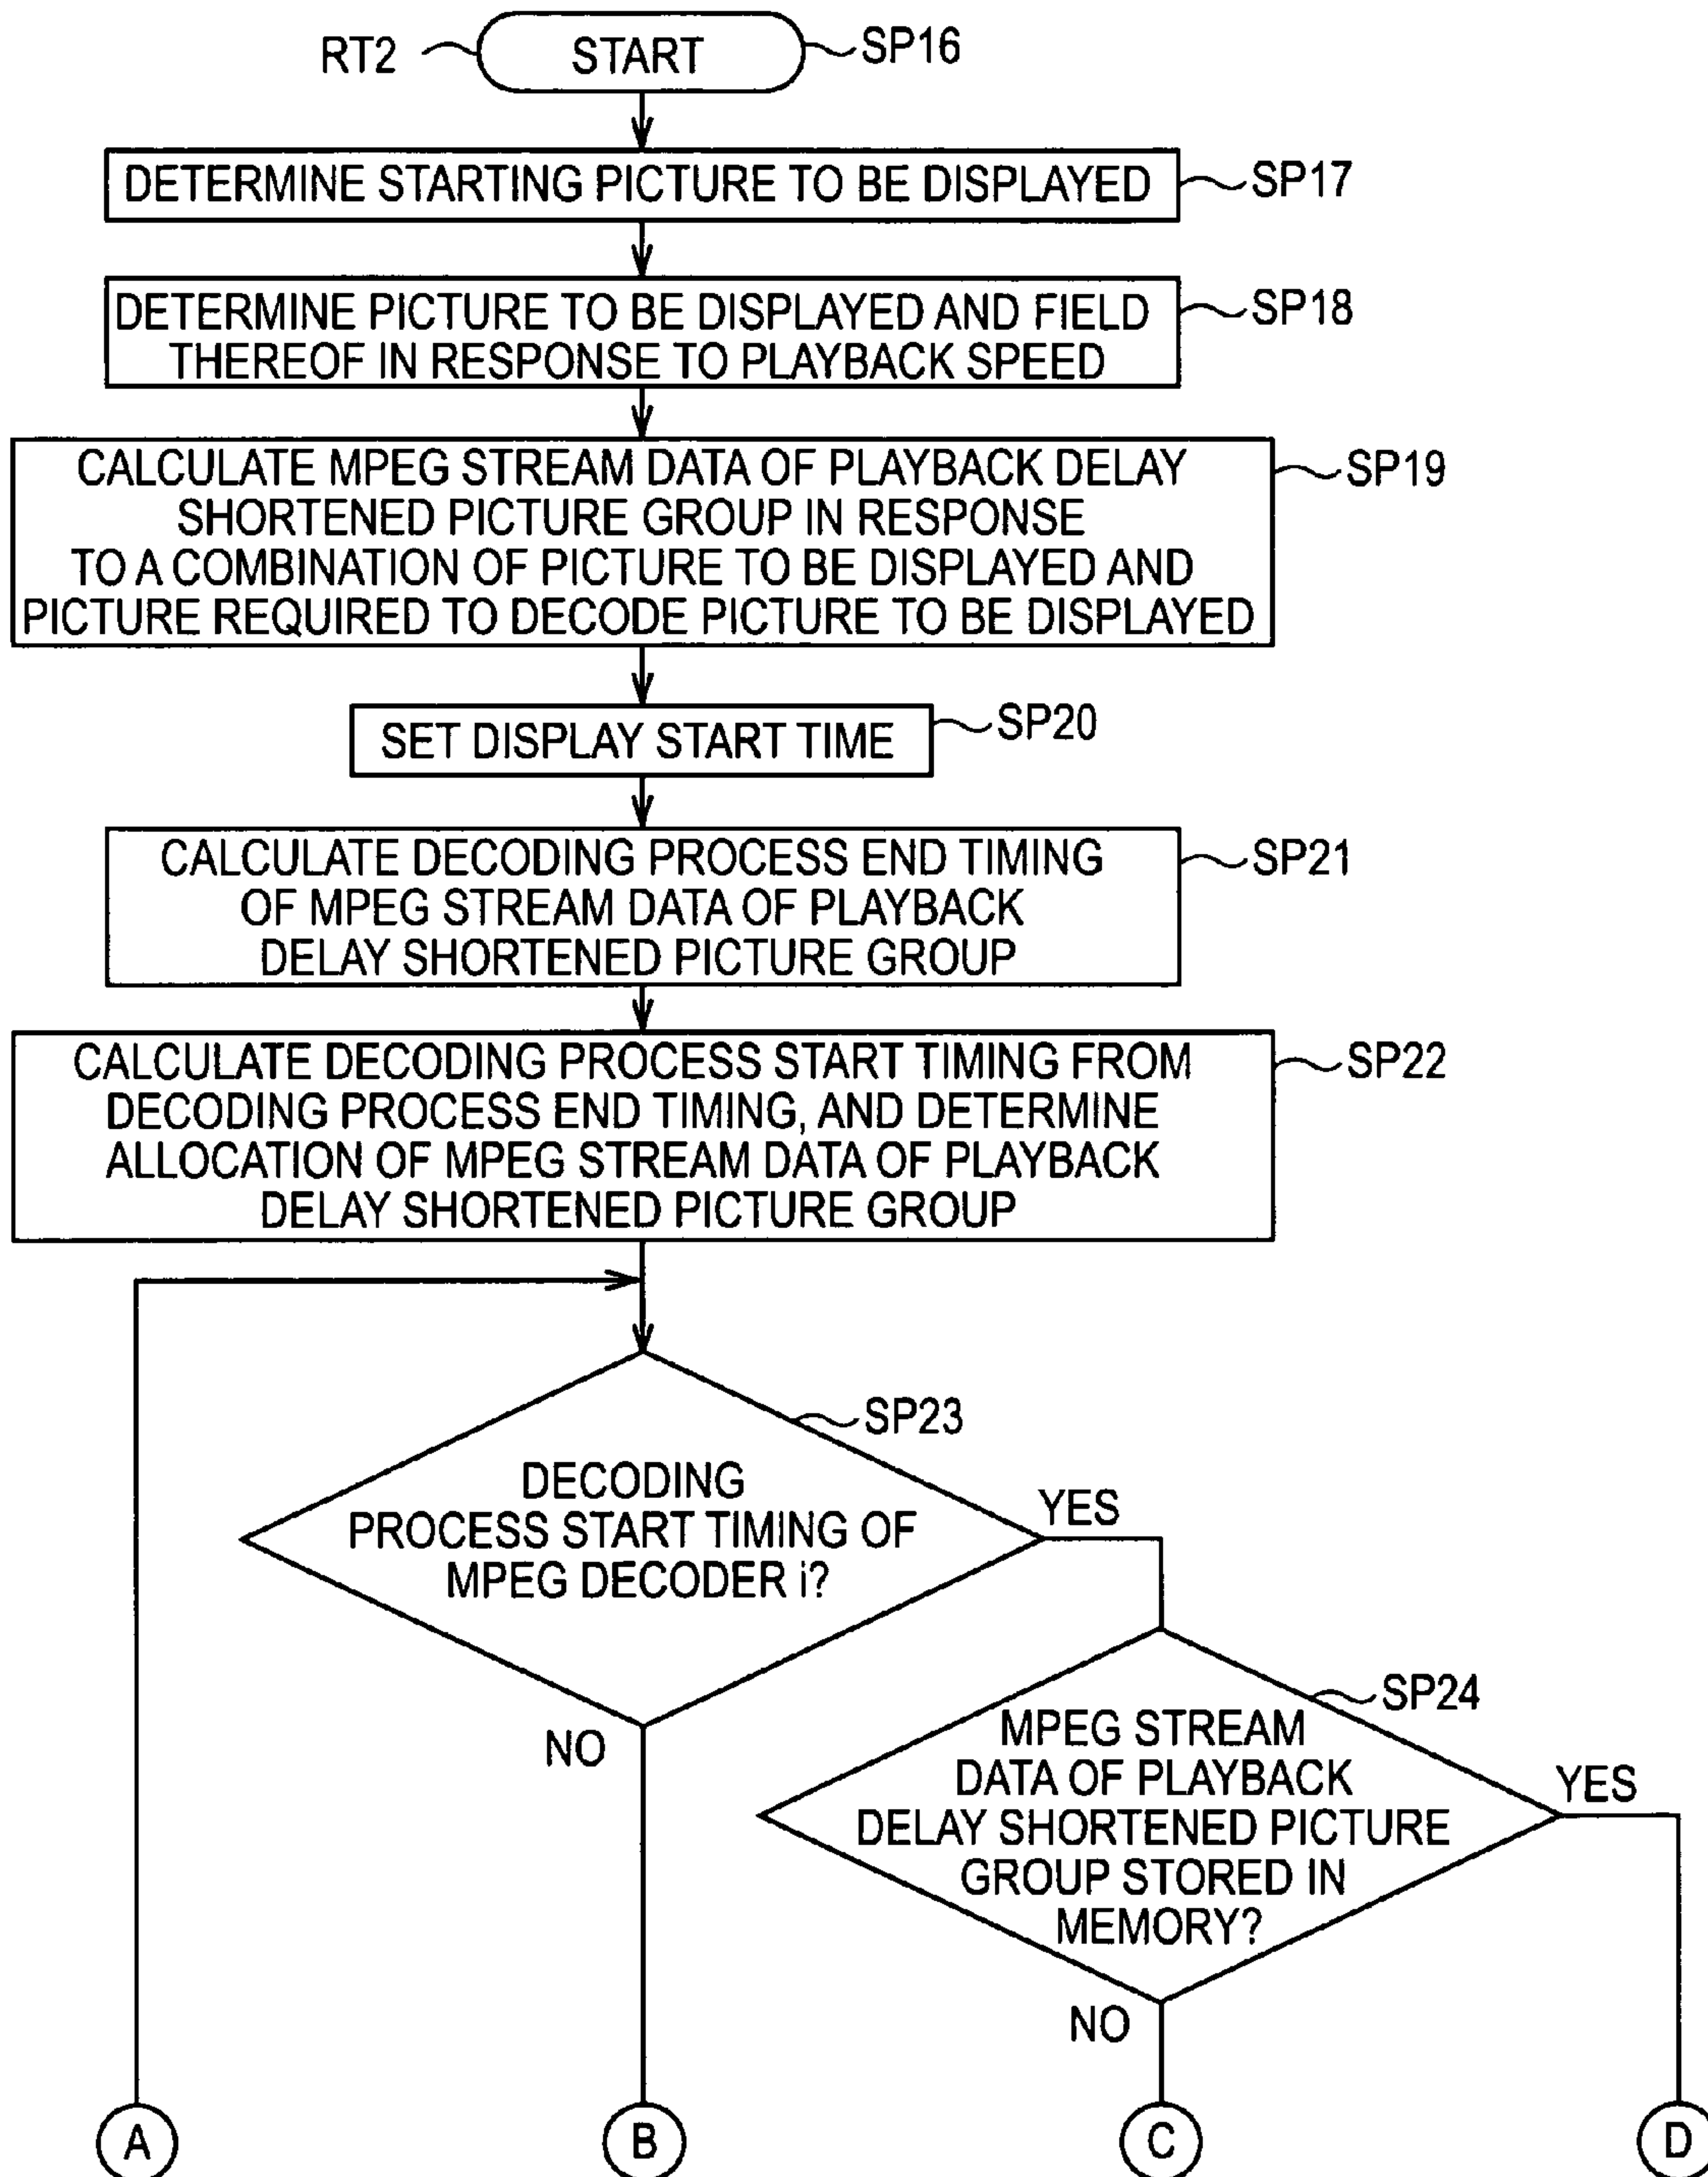 RT2
START
SP16
DETERMINE STARTING PICTURE TO BE DISPLAYED
SP17
DETERMINE PICTURE TO BE DISPLAYED AND FIELD
THEREOF IN RESPONSE TO PLAYBACK SPEED
SP18
CALCULATE MPEG STREAM DATA OF PLAYBACK DELAY
SHORTENED PICTURE GROUP IN RESPONSE
TO A COMBINATION OF PICTURE TO BE DISPLAYED AND
PICTURE REQUIRED TO DECODE PICTURE TO BE DISPLAYED
SP19
SET DISPLAY START TIME
SP20
CALCULATE DECODING PROCESS END TIMING
OF MPEG STREAM DATA OF PLAYBACK
DELAY SHORTENED PICTURE GROUP
SP21
CALCULATE DECODING PROCESS START TIMING FROM
DECODING PROCESS END TIMING, AND DETERMINE
ALLOCATION OF MPEG STREAM DATA OF PLAYBACK
DELAY SHORTENED PICTURE GROUP
SP22
SP23
DECODING
PROCESS START TIMING OF
MPEG DECODER i?
YES
NO
SP24
MPEG STREAM
DATA OF PLAYBACK
DELAY SHORTENED PICTURE
GROUP STORED IN
MEMORY?
YES
NO
A
B
C
D